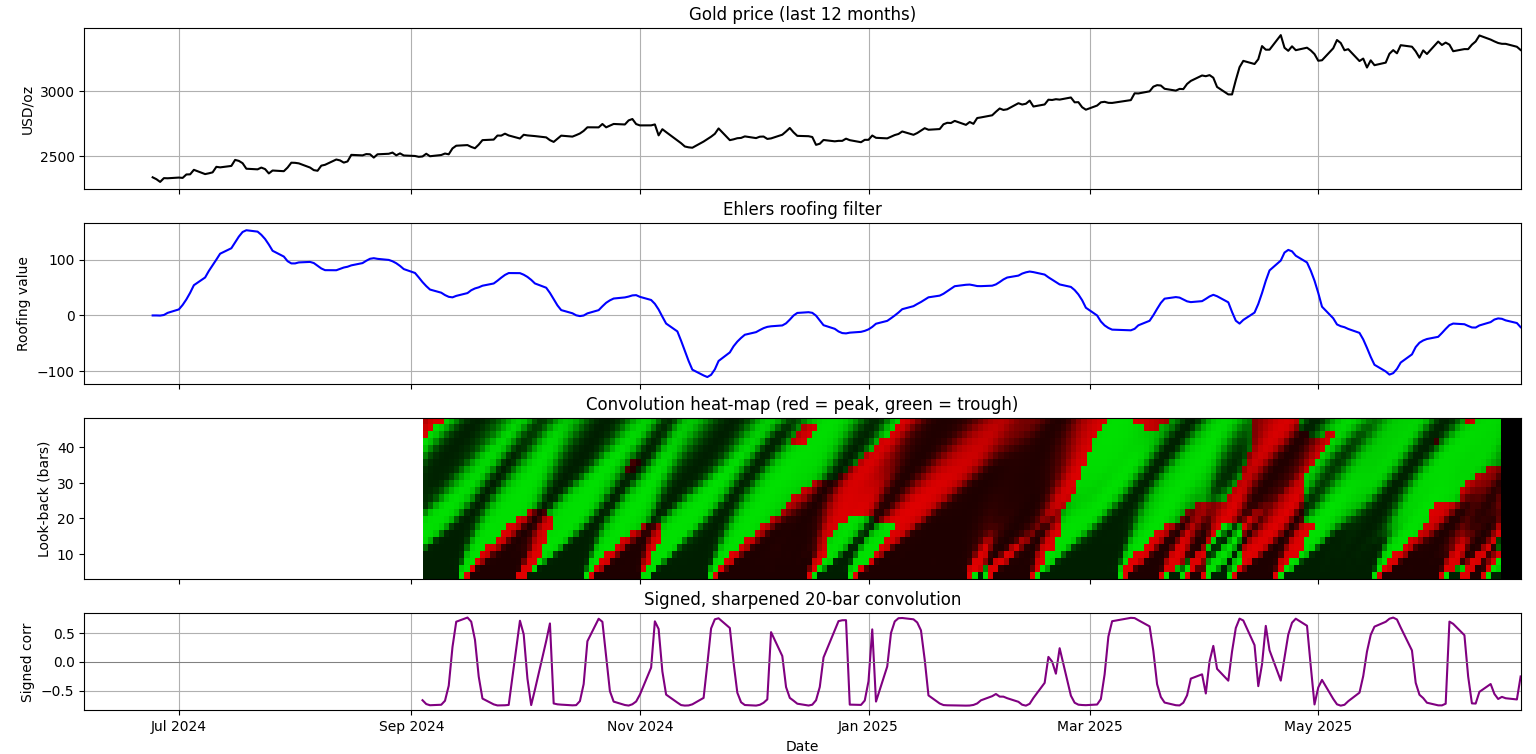 Gold price (last 12 months)
USD/oz
3000
2500
Ehlers roofing filter
Roofing value
100
0
−100
Convolution heat-map (red = peak, green = trough)
Look-back (bars)
40
30
20
10
Signed, sharpened 20-bar convolution
Signed corr
0.5
0.0
−0.5
Jul 2024 Sep 2024 Nov 2024 Jan 2025 Mar 2025 May 2025
Date